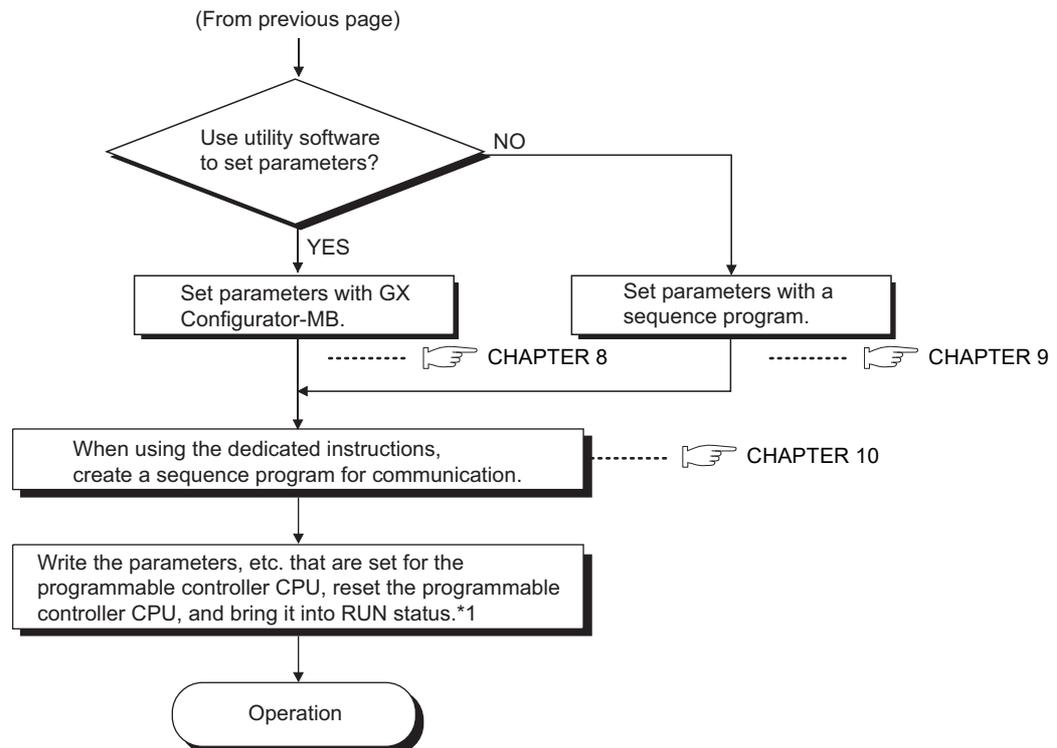 (From previous page)
Use utility software
to set parameters?
NO
YES
Set parameters with GX
Configurator-MB.
Set parameters with a
sequence program.
CHAPTER 8
CHAPTER 9
When using the dedicated instructions,
create a sequence program for communication.
CHAPTER 10
Write the parameters, etc. that are set for the
programmable controller CPU, reset the programmable
controller CPU, and bring it into RUN status.*1
Operation